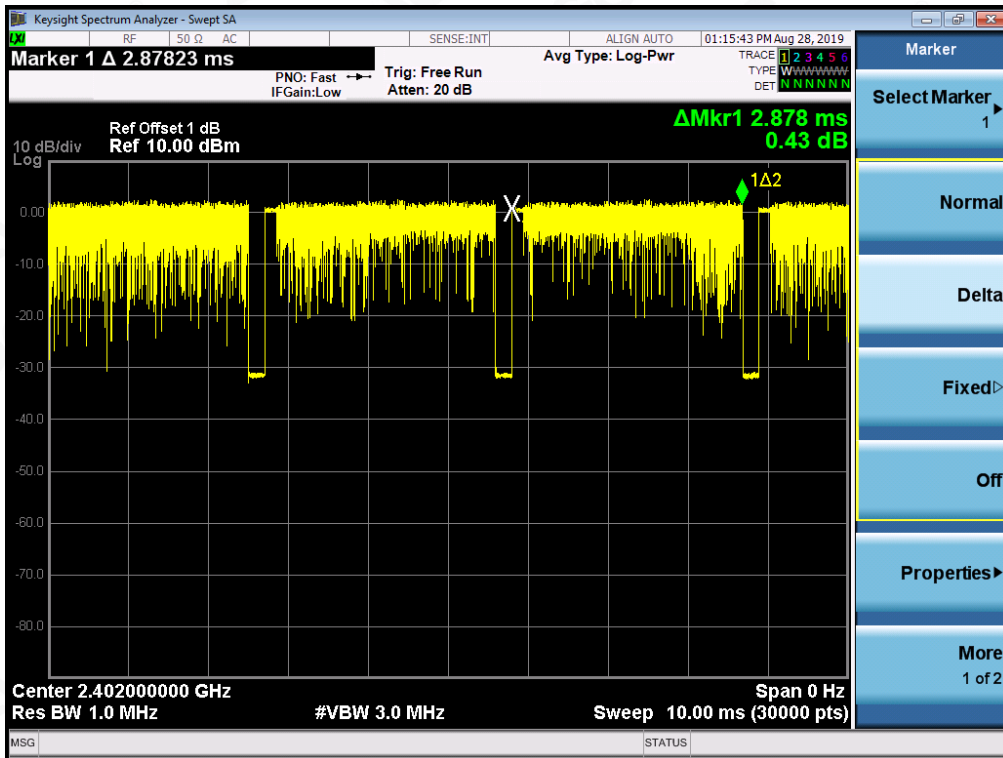 Keysight Spectrum Analyzer - Swept SA
LXI RF 50 Ω AC SENSE:INT ALIGN AUTO 01:15:43 PM Aug 28, 2019
Marker 1 Δ 2.87823 ms
PNO: Fast
IFGain:Low
Trig: Free Run
Atten: 20 dB
Avg Type: Log-Pwr
TRACE 1 2 3 4 5 6
TYPE WWWWWW
DET N N N N N N
ΔMkr1 2.878 ms
0.43 dB
10 dB/div
Log
Ref Offset 1 dB
Ref 10.00 dBm
1Δ2
0.00
-10.0
-20.0
-30.0
-40.0
-50.0
-60.0
-70.0
-80.0
Center 2.402000000 GHz
Span 0 Hz
Res BW 1.0 MHz
#VBW 3.0 MHz
Sweep 10.00 ms (30000 pts)
MSG
STATUS
Marker
Select Marker
1
Normal
Delta
Fixed
Off
Properties
More
1 of 2